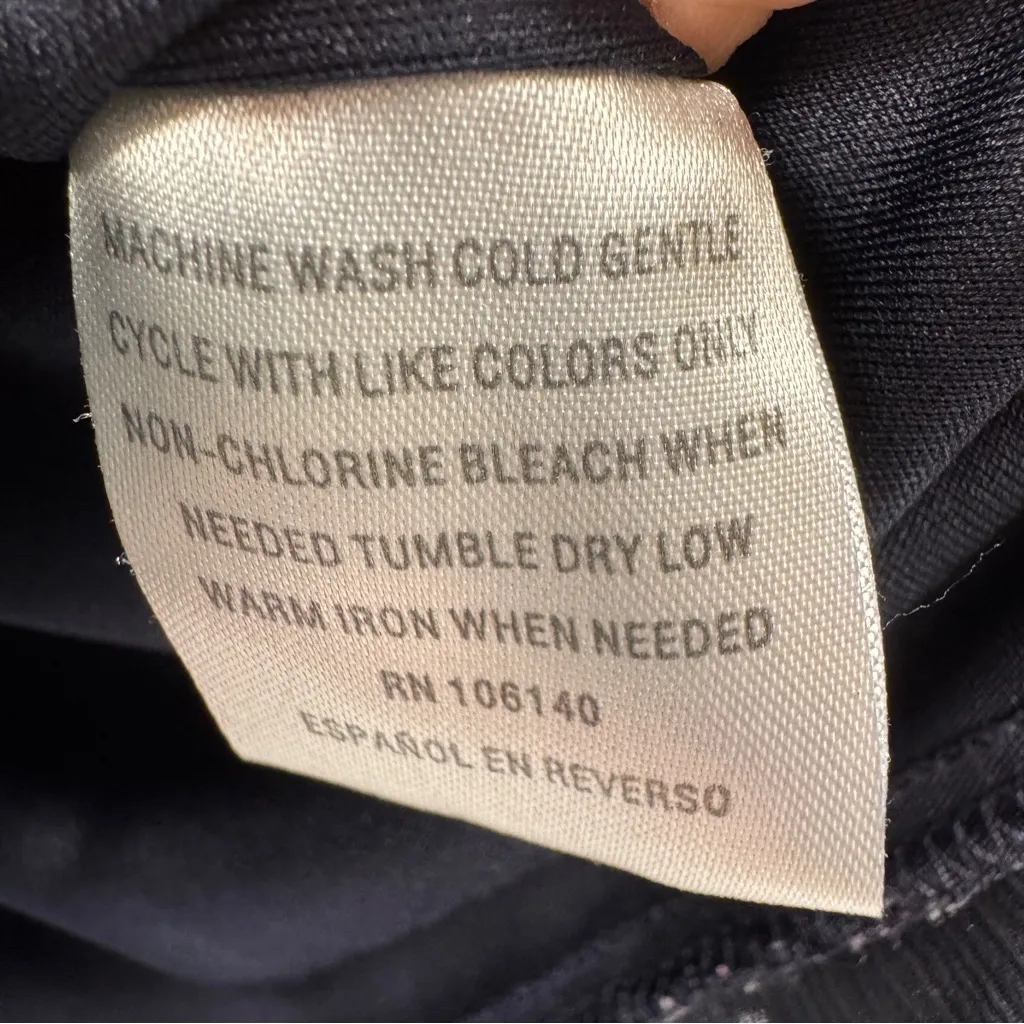 MACHINE WASH COLD GENTLE
CYCLE WITH LIKE COLORS ONLY
NON-CHLORINE BLEACH WHEN
NEEDED TUMBLE DRY LOW
WARM IRON WHEN NEEDED
RN 106140
ESPAÑOL EN REVERSO